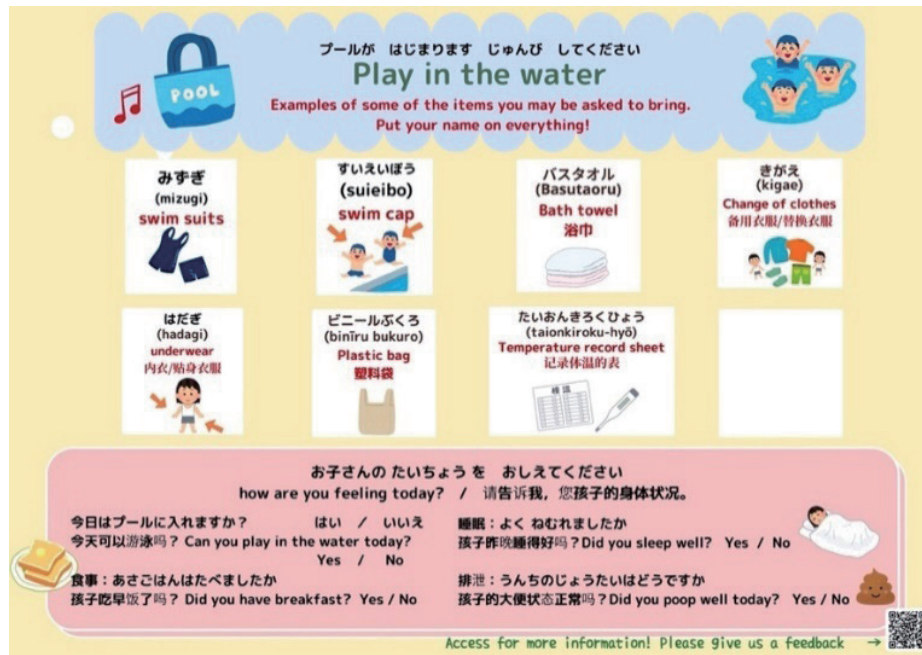 プールが はじまります じゅんび してください
Play in the water
Examples of some of the items you may be asked to bring.
Put your name on everything!
POOL
みずぎ
(mizugi)
swim suits
すいえいぼう
(suieibo)
swim cap
バスタオル
(Basutaoru)
Bath towel
浴巾
きがえ
(kigae)
Change of clothes
备用衣服/替换衣服
はだぎ
(hadagi)
underwear
内衣/贴身衣服
ビニールぶくろ
(binīru bukuro)
Plastic bag
塑料袋
たいおんきろくひょう
(taionkiroku-hyō)
Temperature record sheet
记录体温的表
お子さんの たいちょう を おしえてください
how are you feeling today? / 请告诉我，您孩子的身体状况。
今日はプールに入れますか？ はい / いいえ
今天可以游泳吗？Can you play in the water today?
Yes / No
食事：あさごはんはたべましたか
孩子吃早饭了吗？Did you have breakfast? Yes / No
睡眠：よく ねむれましたか
孩子昨晚睡得好吗？Did you sleep well? Yes / No
排泄：うんちのじょうたいはどうですか
孩子的大便状态正常吗？Did you poop well today? Yes / No
Access for more information! Please give us a feedback →